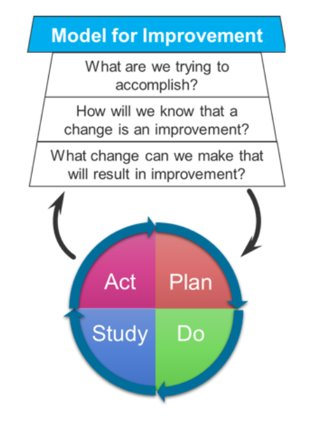 Model for Improvement
What are we trying to
accomplish?
How will we know that a
change is an improvement?
What change can we make that
will result in improvement?
Act
Plan
Study
Do